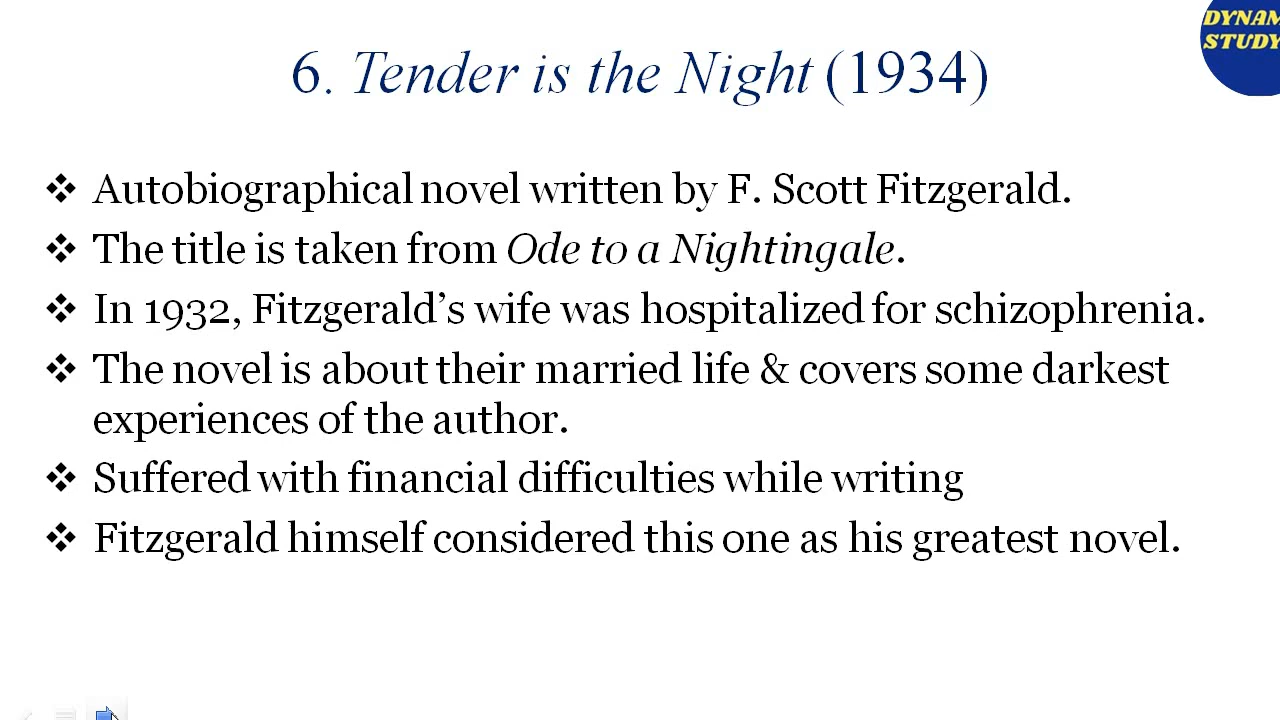 DYNAM
STUDY
6. Tender is the Night (1934)
❖ Autobiographical novel written by F. Scott Fitzgerald.
❖ The title is taken from Ode to a Nightingale.
❖ In 1932, Fitzgerald’s wife was hospitalized for schizophrenia.
❖ The novel is about their married life & covers some darkest
experiences of the author.
❖ Suffered with financial difficulties while writing
❖ Fitzgerald himself considered this one as his greatest novel.